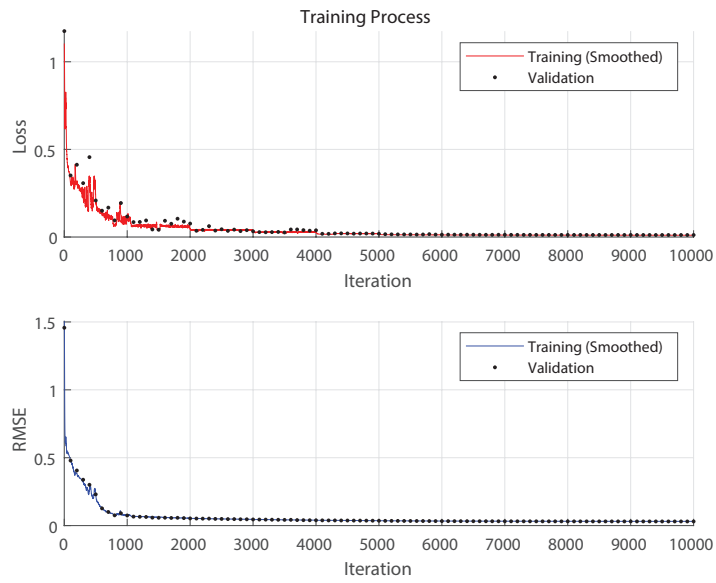 Training Process
1
0.5
0
Loss
Training (Smoothed)
Validation
0 1000 2000 3000 4000 5000 6000 7000 8000 9000 10000
Iteration
1.5
1
0.5
0
RMSE
Training (Smoothed)
Validation
0 1000 2000 3000 4000 5000 6000 7000 8000 9000 10000
Iteration